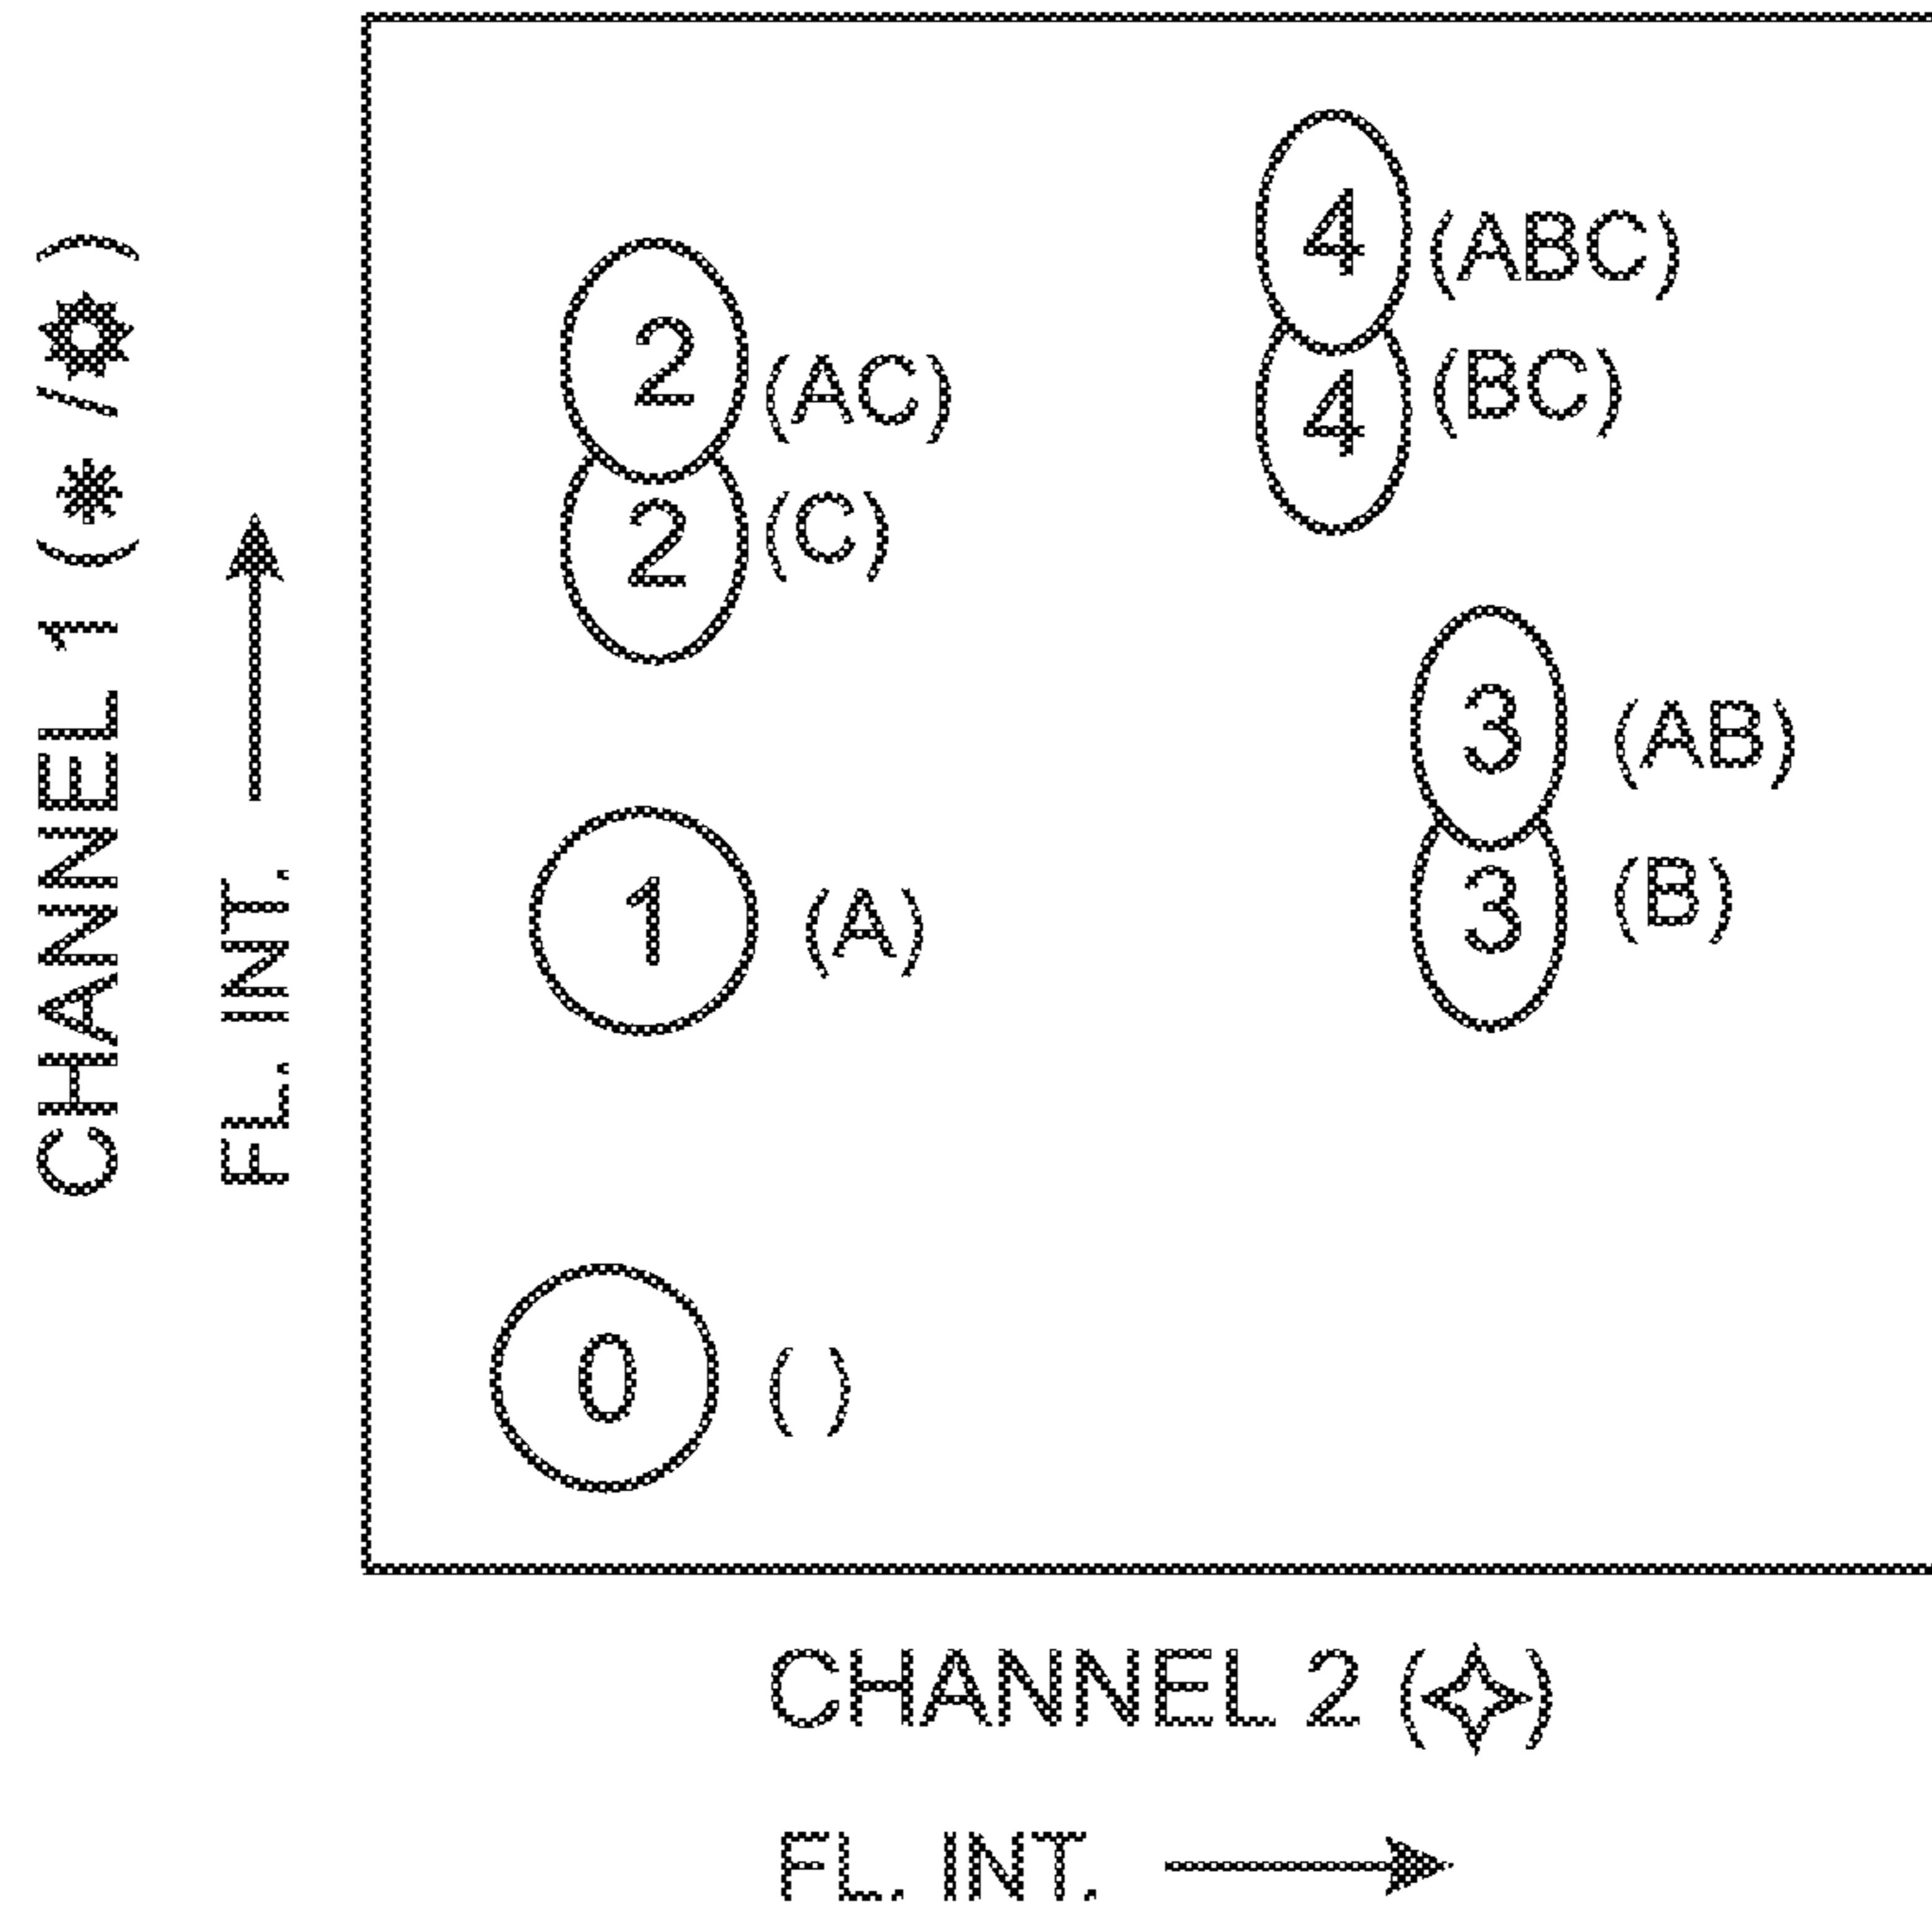 CHANNEL 1 (✳/✹)
FL. INT.
4 (ABC)
4 (BC)
2 (AC)
2 (C)
3 (AB)
3 (B)
1 (A)
0 ( )
CHANNEL 2 (✧)
FL. INT.